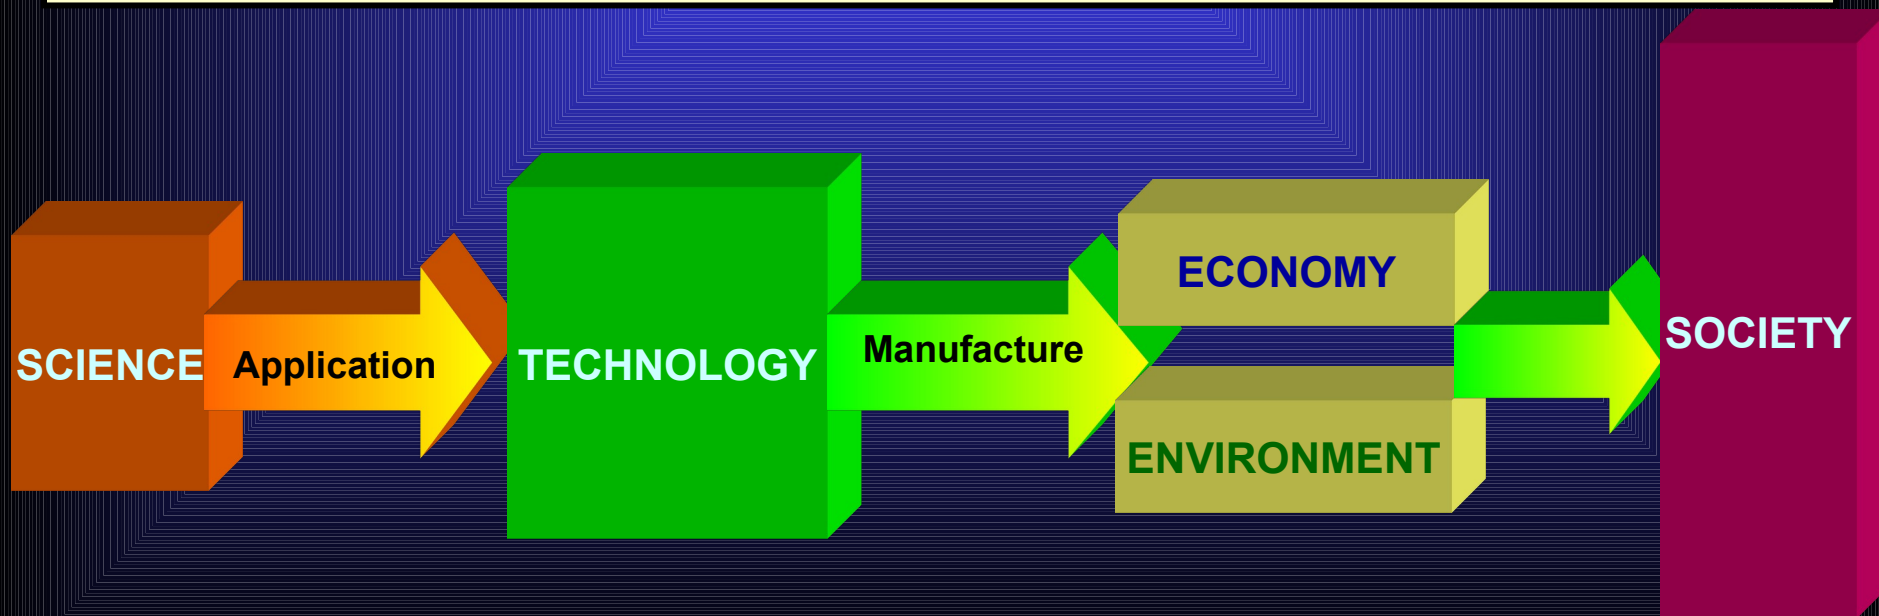 SCIENCE
Application
TECHNOLOGY
Manufacture
ECONOMY
ENVIRONMENT
SOCIETY